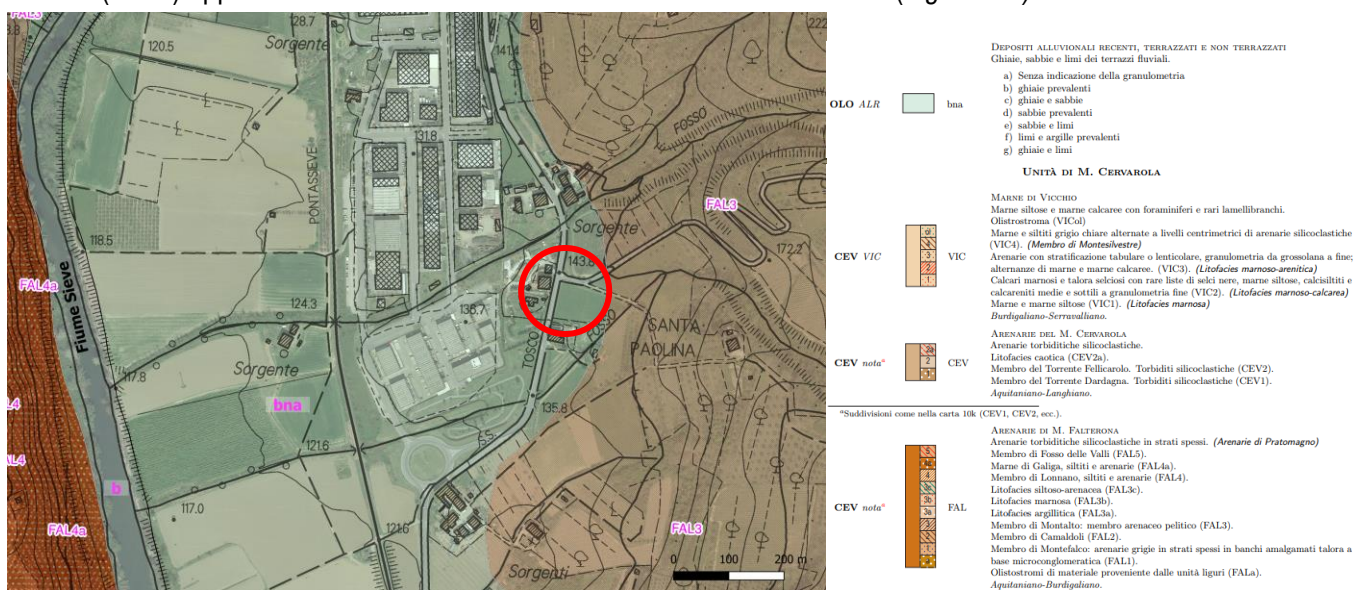 FAL3
128.7
120.5
Sorgente
141.4
222
FOSSO
131.8
PONTASSIEVE
FAL3
Sorgente
172.2
118.5
143.8
Fiume Sieve
FAL4a
124.3
136.7
FOSSO
SANTA
PAOLINA
TOSCO
117.8
Sorgente
bna
135.8
121.6
b
117.0
FAL4a
121.6
FAL3
Sorgenti
0 100 200 m
DEPOSITI ALLUVIONALI RECENTI, TERRAZZATI E NON TERRAZZATI
Ghiaie, sabbie e limi dei terrazzi fluviali.
a) Senza indicazione della granulometria
b) ghiaie prevalenti
c) ghiaie e sabbie
d) sabbie prevalenti
e) sabbie e limi
f) limi e argille prevalenti
g) ghiaie e limi
OLO ALR bna
UNITÀ DI M. CERVAROLA
MARNE DI VICCHIO
Marne siltose e marne calcaree con foraminiferi e rari lamellibranchi.
Olistrostroma (VICol)
Marne e siltiti grigio chiare alternate a livelli centrimetrici di arenarie silicoclastiche
(VIC4). (Membro di Montesilvestre)
Arenarie con stratificazione tabulare o lenticolare, granulometria da grossolana a fine;
alternanze di marne e marne calcaree. (VIC3). (Litofacies marnoso-arenitica)
Calcari marnosi e talora selciosi con rare liste di selci nere, marne siltose, calcisiltiti e
calcareniti medie e sottili a granulometria fine (VIC2). (Litofacies marnoso-calcarea)
Marne e marne siltose (VIC1). (Litofacies marnosa)
Burdigaliano-Serravalliano.
CEV VIC VIC
ARENARIE DEL M. CERVAROLA
Arenarie torbiditiche silicoclastiche.
Litofacies caotica (CEV2a).
Membro del Torrente Fellicarolo. Torbiditi silicoclastiche (CEV2).
Membro del Torrente Dardagna. Torbiditi silicoclastiche (CEV1).
Aquitaniano-Langhiano.
CEV nota a CEV
a Suddivisioni come nella carta 10k (CEV1, CEV2, ecc.).
ARENARIE DI M. FALTERONA
Arenarie torbiditiche silicoclastiche in strati spessi. (Arenarie di Pratomagno)
Membro di Fosso delle Valli (FAL5).
Marne di Galiga, siltiti e arenarie (FAL4a).
Membro di Lonnano, siltiti e arenarie (FAL4).
Litofacies siltoso-arenacea (FAL3c).
Litofacies marnosa (FAL3b).
Litofacies argillitica (FAL3a).
Membro di Montalto: membro arenaceo pelitico (FAL3).
Membro di Camaldoli (FAL2).
Membro di Montefalco: arenarie grigie in strati spessi in banchi amalgamati talora a
base microconglomeratica (FAL1).
Olistostromi di materiale proveniente dalle unità liguri (FALa).
Aquitaniano-Burdigaliano.
CEV nota a FAL